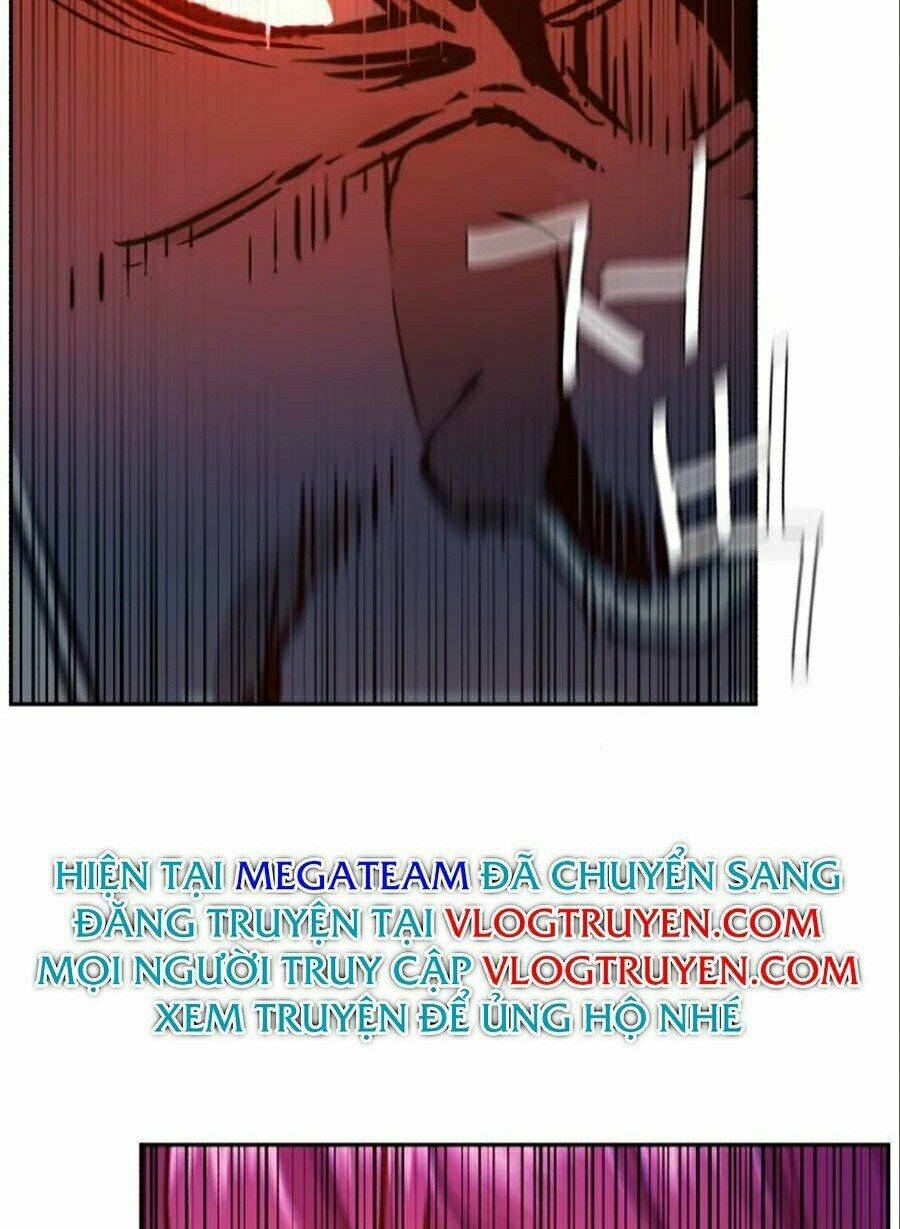 HIỆN TẠI MEGATEAM ĐÃ CHUYỂN SANG
ĐĂNG TRUYỆN TẠI VLOGTRUYEN.COM
MỌI NGƯỜI TRUY CẬP VLOGTRUYEN.COM
XEM TRUYỆN ĐỂ ỦNG HỘ NHÉ